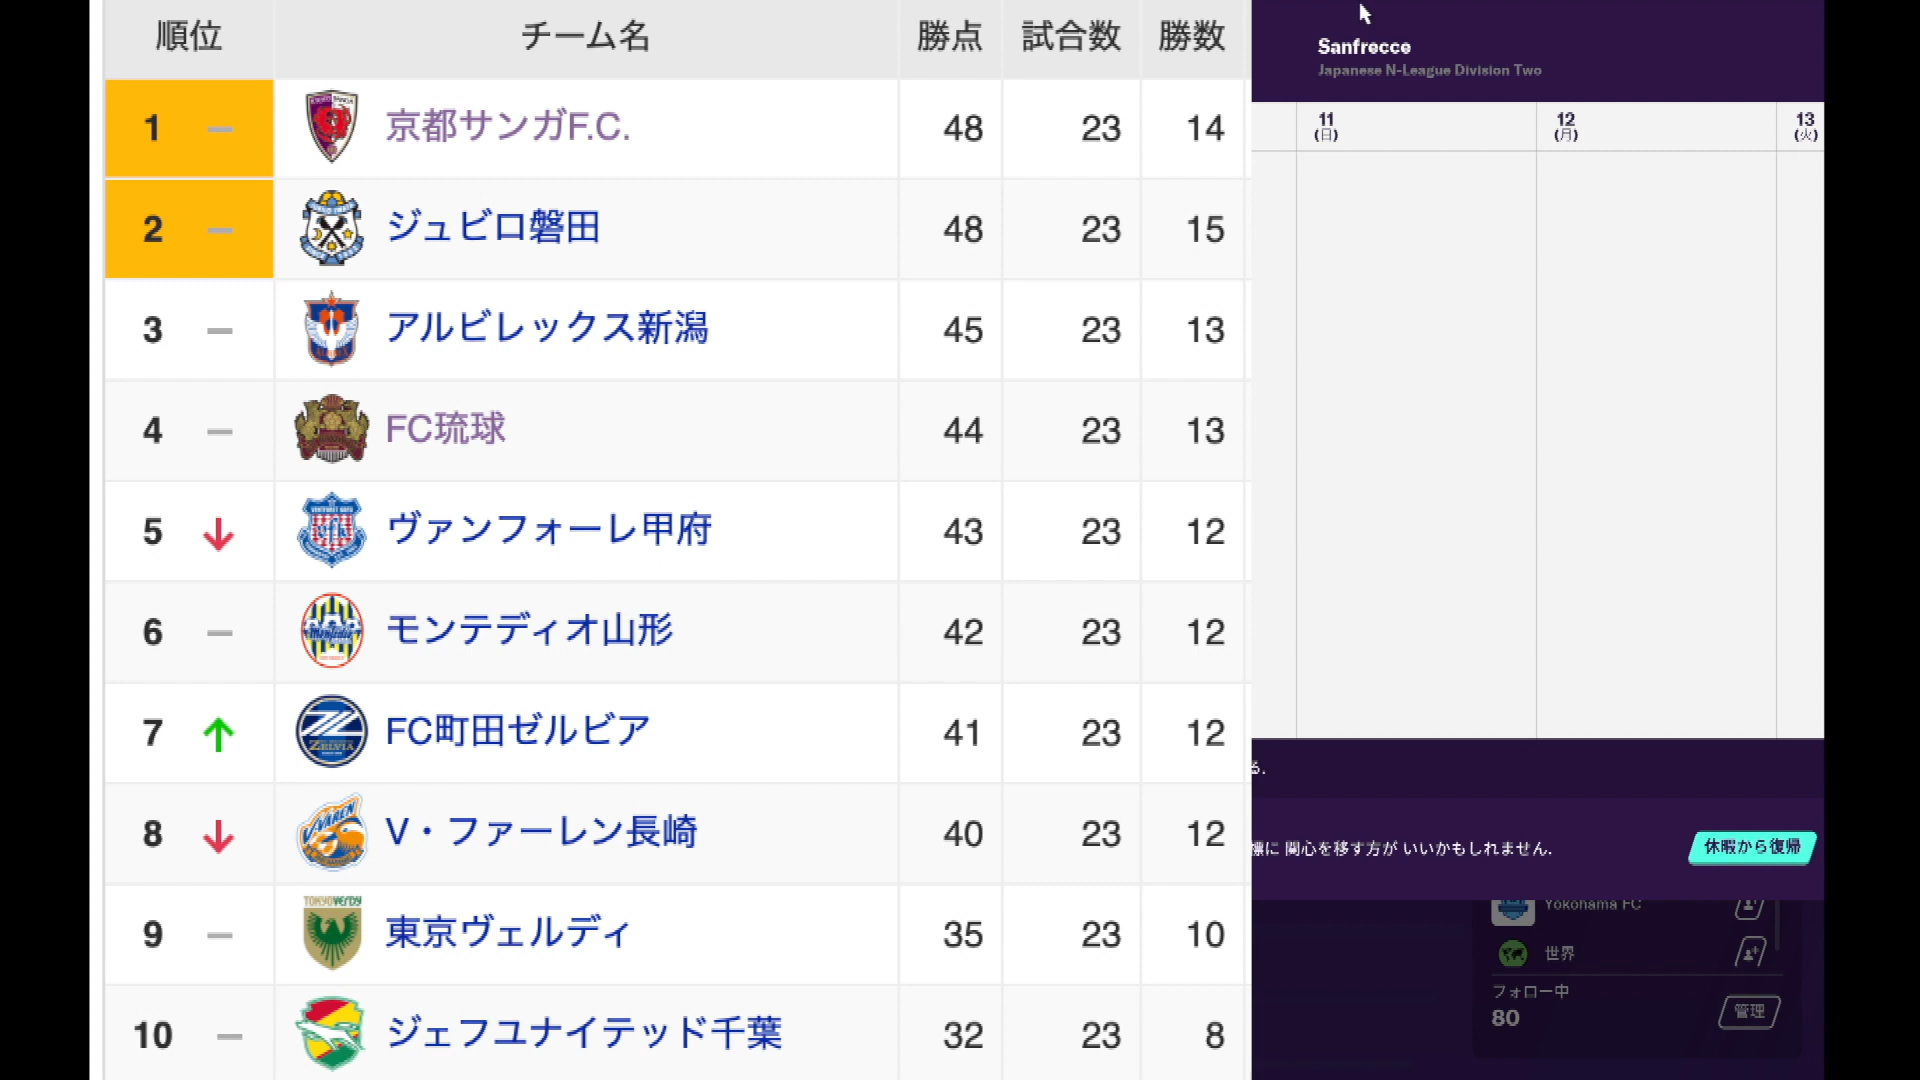 順位 チーム名 勝点 試合数 勝数
1 京都サンガF.C. 48 23 14
2 ジュビロ磐田 48 23 15
3 アルビレックス新潟 45 23 13
4 FC琉球 44 23 13
5 ヴァンフォーレ甲府 43 23 12
6 モンテディオ山形 42 23 12
7 FC町田ゼルビア 41 23 12
ZELVIA
8 V・ファーレン長崎 40 23 12
V·VAREN
TOKYO VERDY
9 東京ヴェルディ 35 23 10
10 ジェフユナイテッド千葉 32 23 8
Sanfrecce
Japanese N-League Division Two
11 12 13
(日) (月) (火)
る.
標に 関心を移す方が いいかもしれません.
休暇から復帰
Yokohama FC
世界
フォロー中
80
管理